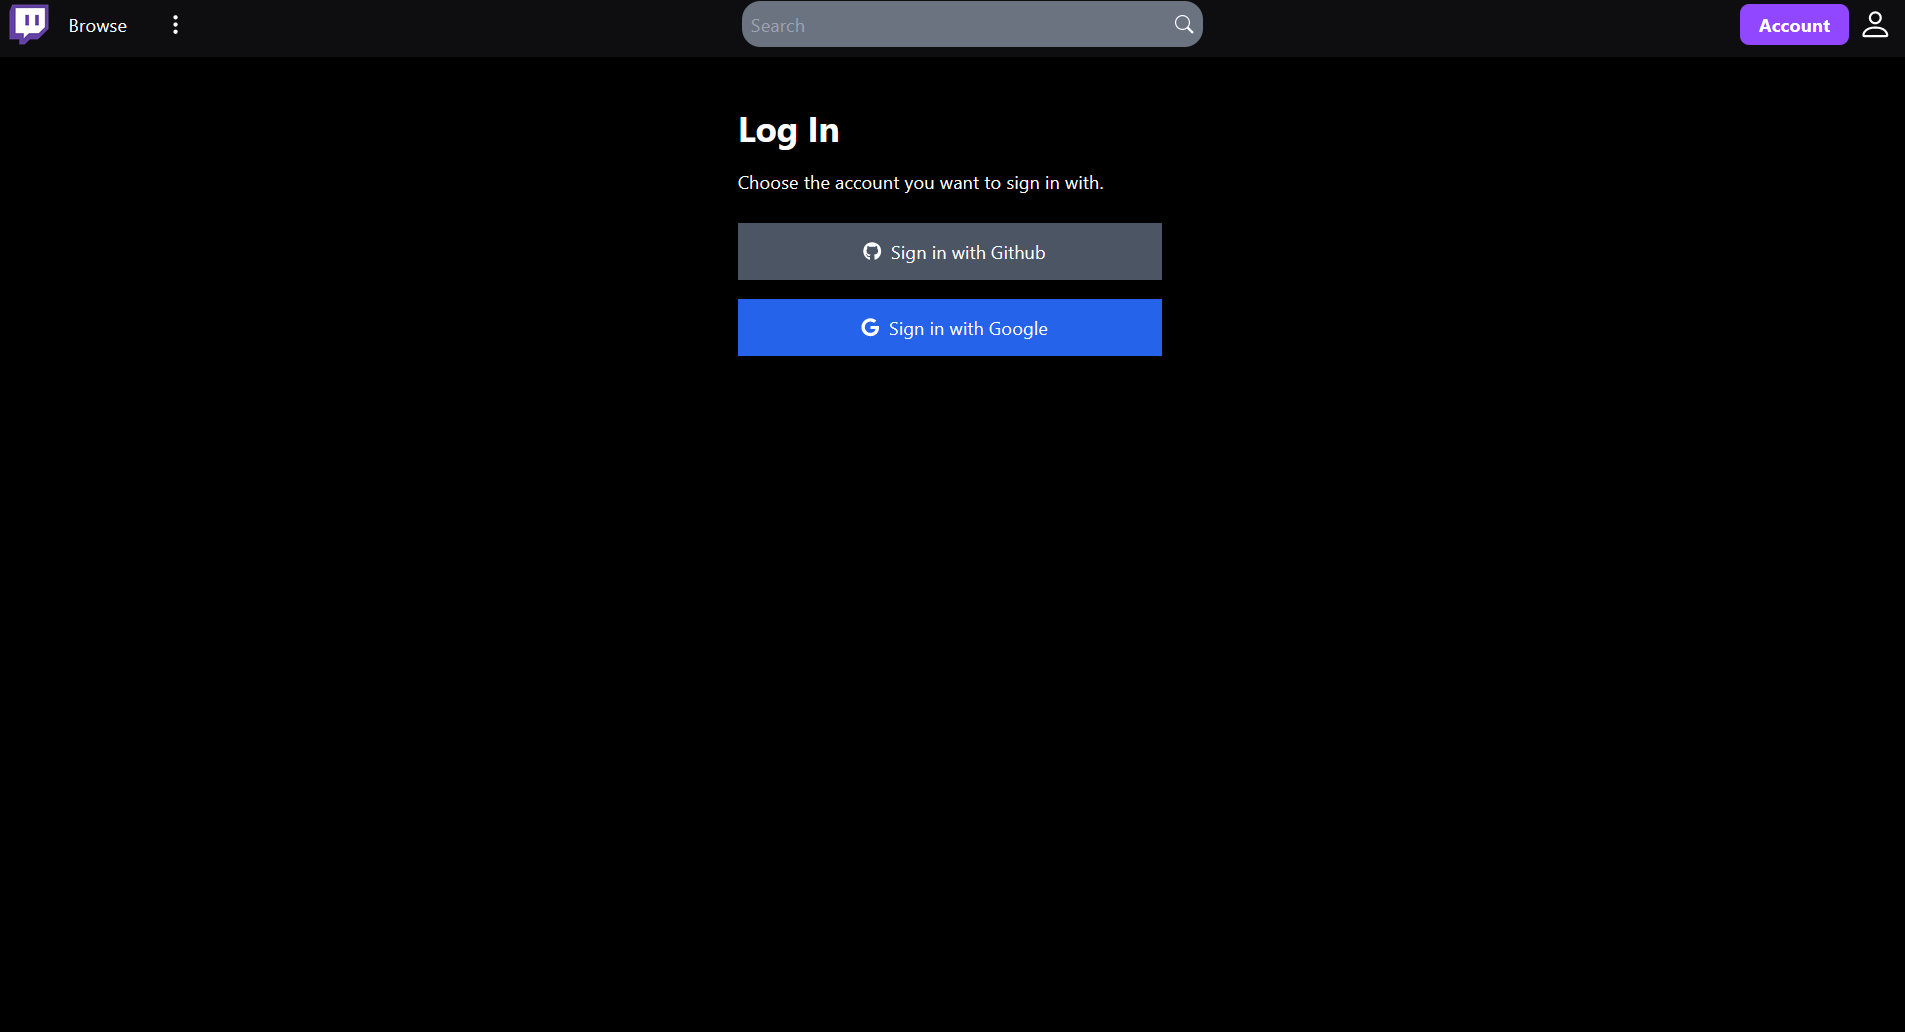 Browse
Search
Account
Log In
Choose the account you want to sign in with.
Sign in with Github
Sign in with Google